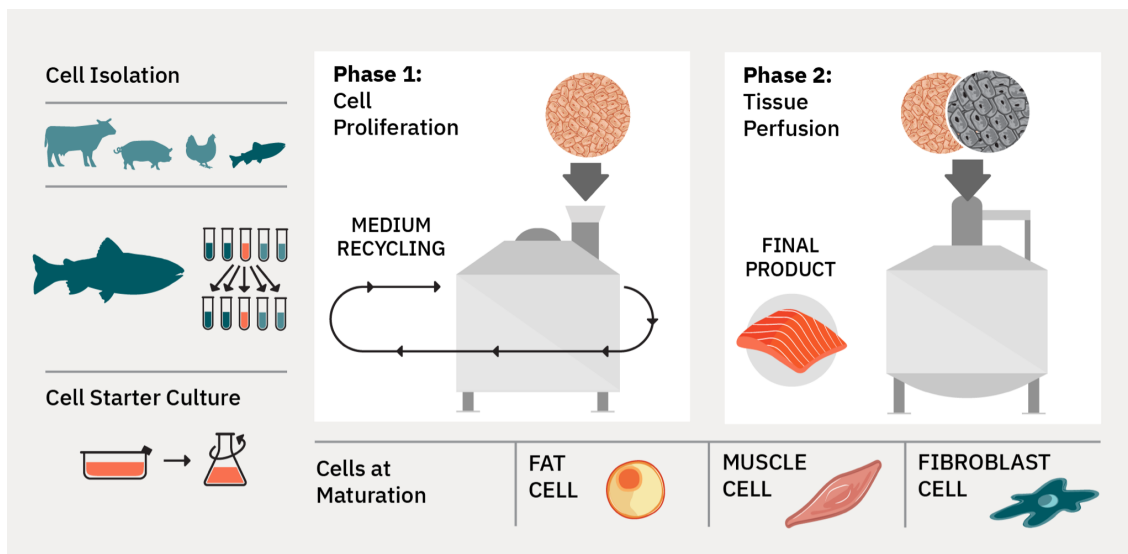 Cell Isolation
Cell Starter Culture
Phase 1:
Cell
Proliferation
MEDIUM
RECYCLING
Phase 2:
Tissue
Perfusion
FINAL
PRODUCT
Cells at
Maturation
FAT
CELL
MUSCLE
CELL
FIBROBLAST
CELL